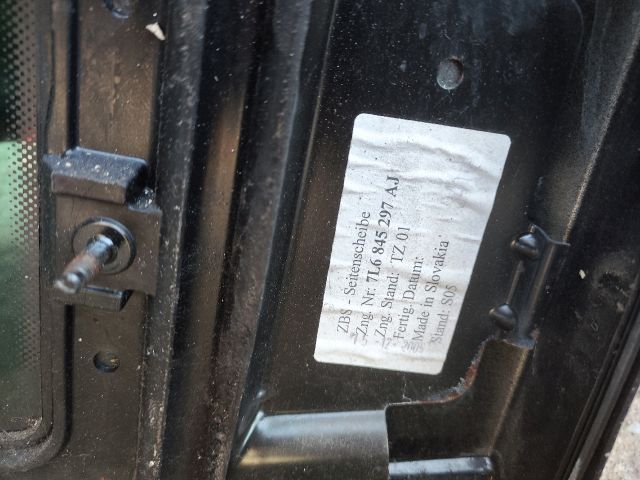 ZBS - Seitenscheibe
Zng. Nr: 7L6 845 297 AJ
Zng. Stand: TZ 01
Fertig. Datum:
Made in Slovakia
Stand: S05